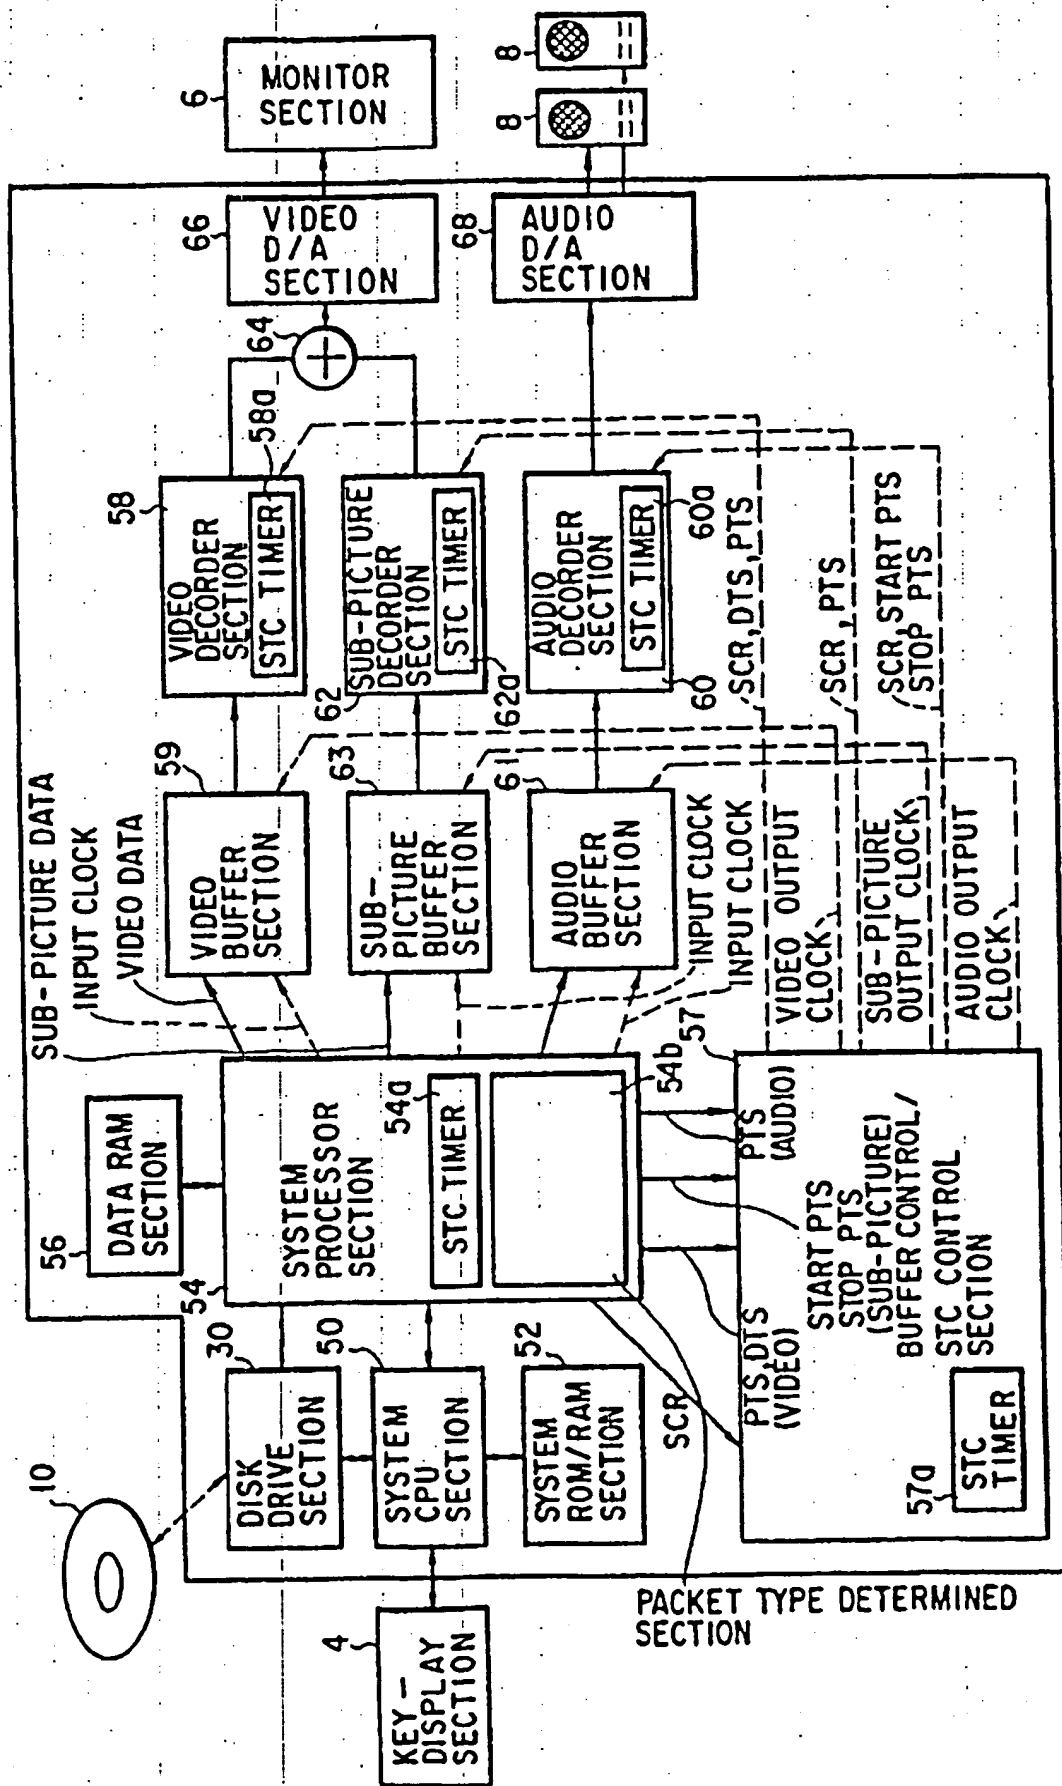 10
4
KEY-
DISPLAY
SECTION
30
DISK
DRIVE
SECTION
50
SYSTEM
CPU
SECTION
52
SYSTEM
ROM/RAM
SECTION
56
DATA RAM
SECTION
54
SYSTEM
PROCESSOR
SECTION
54a
STC TIMER
54b
PACKET TYPE DETERMINED
SECTION
SCR
PTS,DTS
(VIDEO)
START PTS
STOP PTS
(SUB-PICTURE)
PTS
(AUDIO)
57
BUFFER CONTROL/
STC CONTROL
SECTION
57a
STC
TIMER
SUB-PICTURE DATA
INPUT CLOCK
VIDEO DATA
59
VIDEO
BUFFER
SECTION
63
SUB-
PICTURE
BUFFER
SECTION
61
AUDIO
BUFFER
SECTION
INPUT CLOCK
INPUT CLOCK
VIDEO OUTPUT
CLOCK
SUB-PICTURE
OUTPUT CLOCK
AUDIO OUTPUT
CLOCK
58
VIDEO
DECORDER
SECTION
STC TIMER
58a
62
SUB-PICTURE
DECORDER
SECTION
STC TIMER
62a
60
AUDIO
DECORDER
SECTION
STC TIMER
60a
SCR,DTS,PTS
SCR,PTS
SCR,START PTS
STOP PTS
64
66
VIDEO
D/A
SECTION
68
AUDIO
D/A
SECTION
6
MONITOR
SECTION
8
8